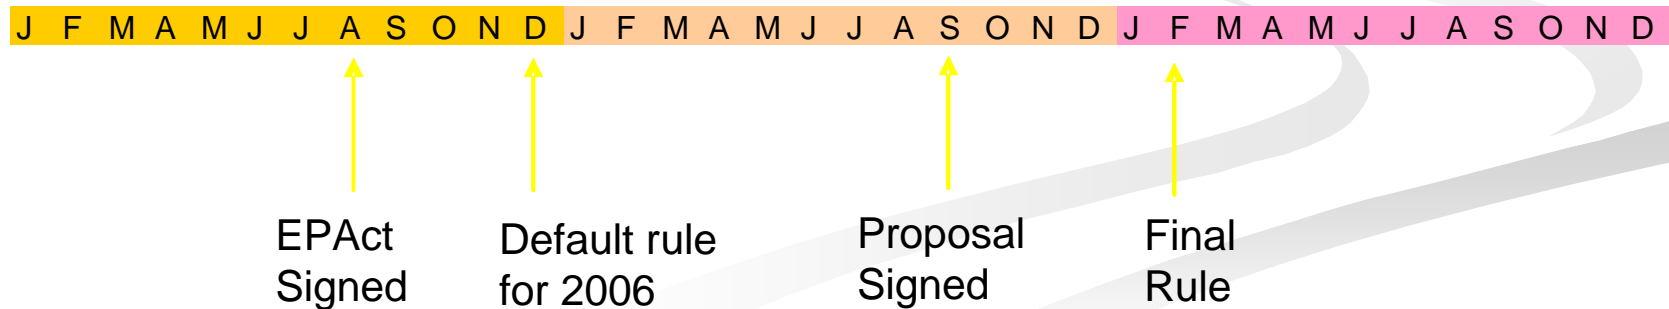 J F M A M J J A S O N D J F M A M J J A S O N D J F M A M J J A S O N D
EPAct
Signed
Default rule
for 2006
Proposal
Signed
Final
Rule